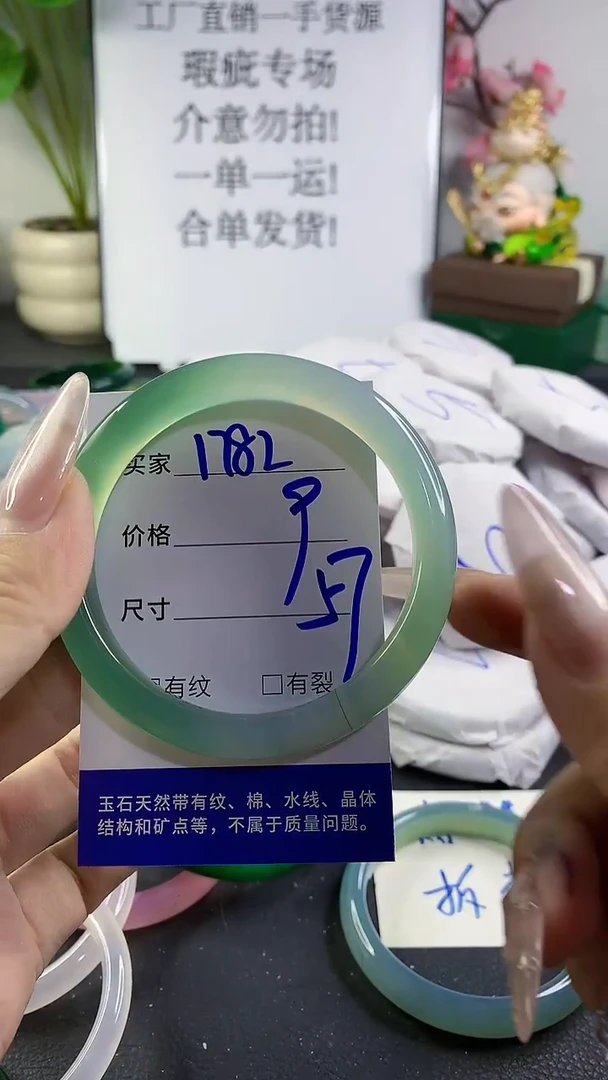 工厂直销一手货源
瑕疵专场
介意勿拍!
一单一运!
合单发货!
买家 1782
价格 9
尺寸 57
有纹 □有裂
玉石天然带有纹、棉、水线、晶体
结构和矿点等，不属于质量问题。
拆